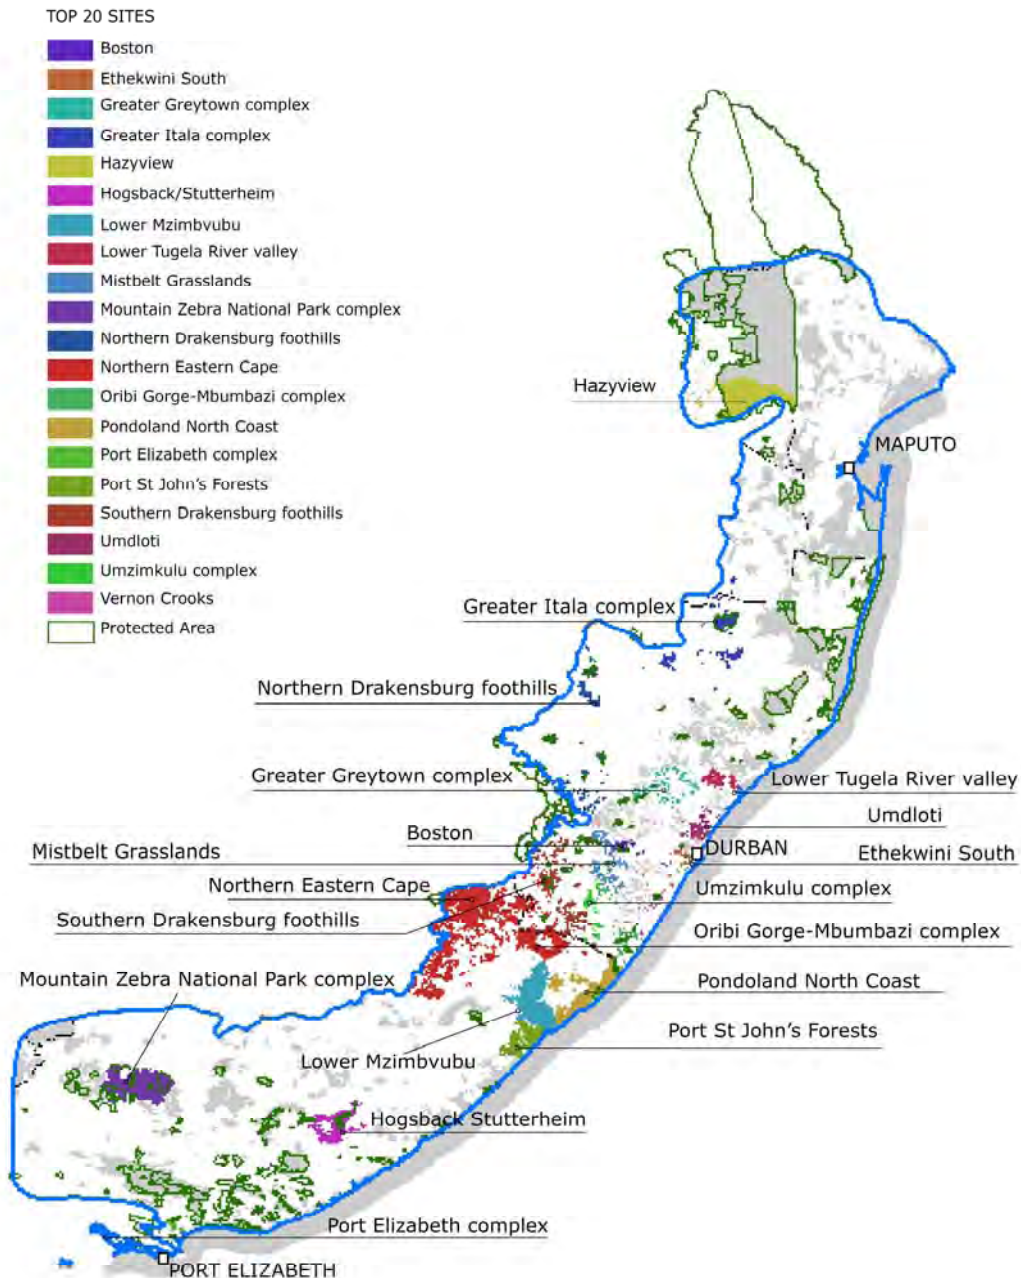 TOP 20 SITES
Boston
Ethekwini South
Greater Greytown complex
Greater Itala complex
Hazyview
Hogsback/Stutterheim
Lower Mzimbvubu
Lower Tugela River valley
Mistbelt Grasslands
Mountain Zebra National Park complex
Northern Drakensburg foothills
Northern Eastern Cape
Oribi Gorge-Mbumbazi complex
Pondoland North Coast
Port Elizabeth complex
Port St John's Forests
Southern Drakensburg foothills
Umdloti
Umzimkulu complex
Vernon Crooks
Protected Area
Hazyview
MAPUTO
Greater Itala complex
Northern Drakensburg foothills
Greater Greytown complex
Lower Tugela River valley
Umdloti
Boston
DURBAN
Mistbelt Grasslands
Ethekwini South
Northern Eastern Cape
Umzimkulu complex
Southern Drakensburg foothills
Oribi Gorge-Mbumbazi complex
Mountain Zebra National Park complex
Pondoland North Coast
Port St John's Forests
Lower Mzimbvubu
Hogsback Stutterheim
Port Elizabeth complex
PORT ELIZABETH